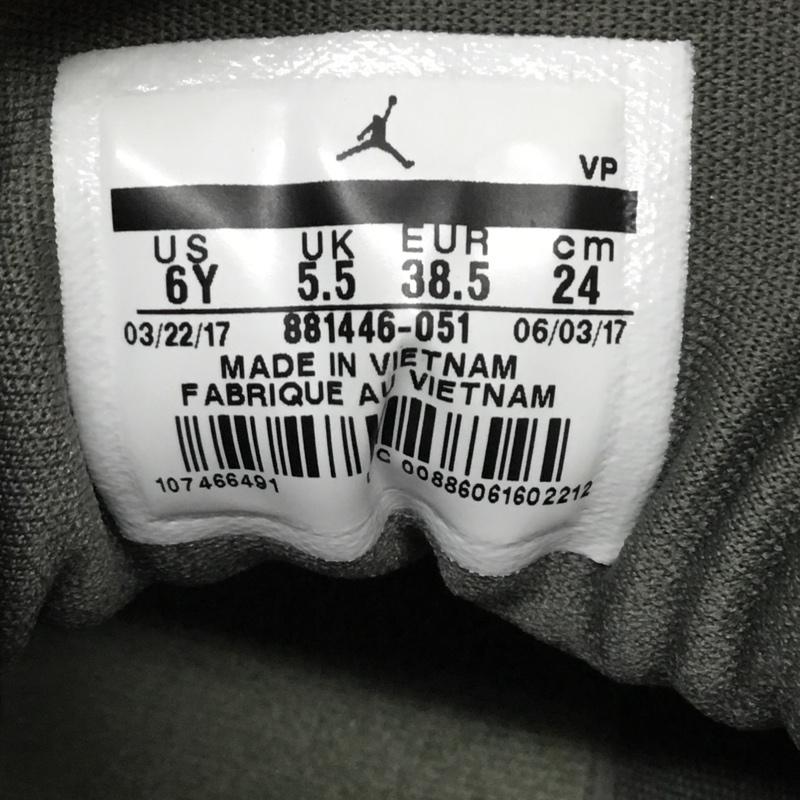 VP
US UK EUR cm
6Y 5.5 38.5 24
03/22/17 881446-051 06/03/17
MADE IN VIETNAM
FABRIQUE AU VIETNAM
107466491 C 00886061602212